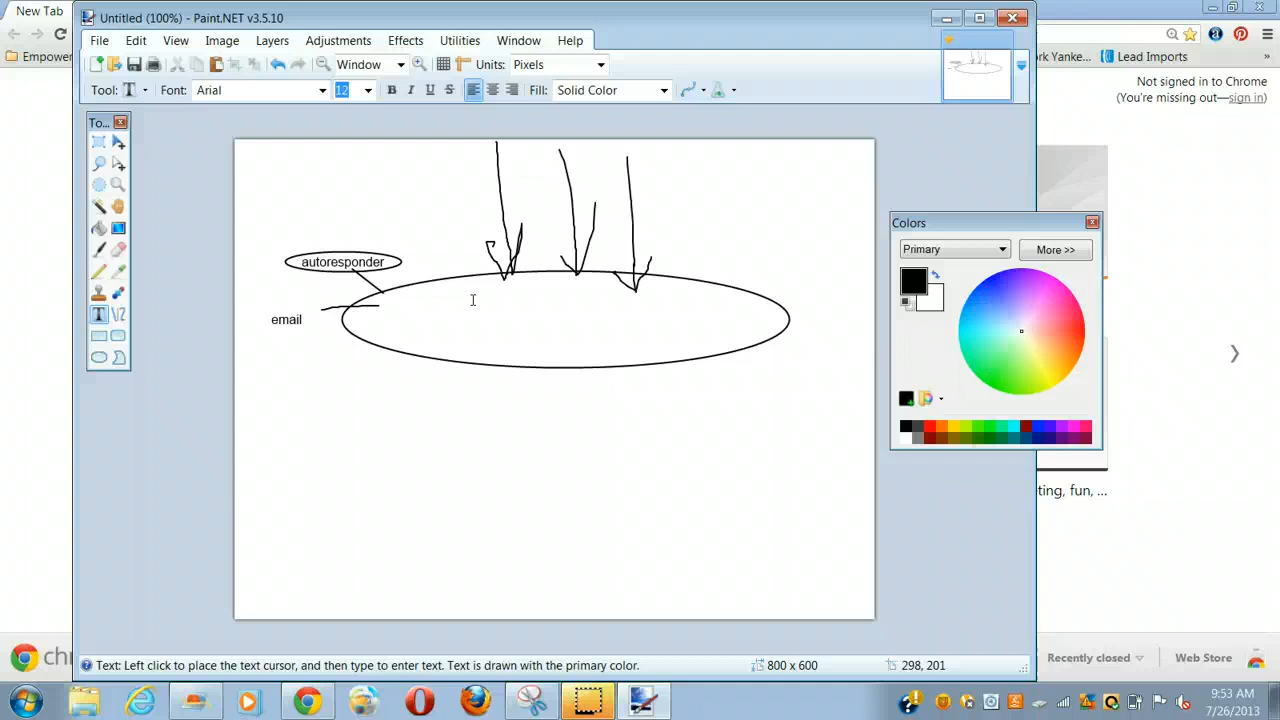 New Tab
Untitled (100%) - Paint.NET v3.5.10
File Edit View Image Layers Adjustments Effects Utilities Window Help
Window Units: Pixels
Tool: T Font: Arial 12 B I U S Fill: Solid Color
Empower
Yanke...
Lead Imports
Not signed in to Chrome
(You're missing out—sign in)
To...
autoresponder
email
Colors
Primary More >>
ting, fun, ...
Text: Left click to place the text cursor, and then type to enter text. Text is drawn with the primary color. 800 x 600 298, 201
Recently closed Web Store
9:53 AM
7/26/2013